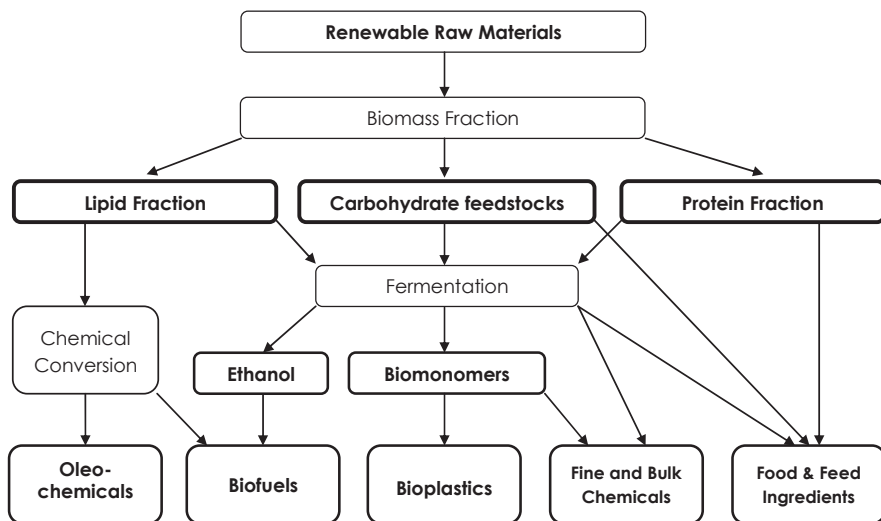 Renewable Raw Materials
Biomass Fraction
Lipid Fraction
Carbohydrate feedstocks
Protein Fraction
Fermentation
Chemical
Conversion
Ethanol
Biomonomers
Oleo-
chemicals
Biofuels
Bioplastics
Fine and Bulk
Chemicals
Food & Feed
Ingredients